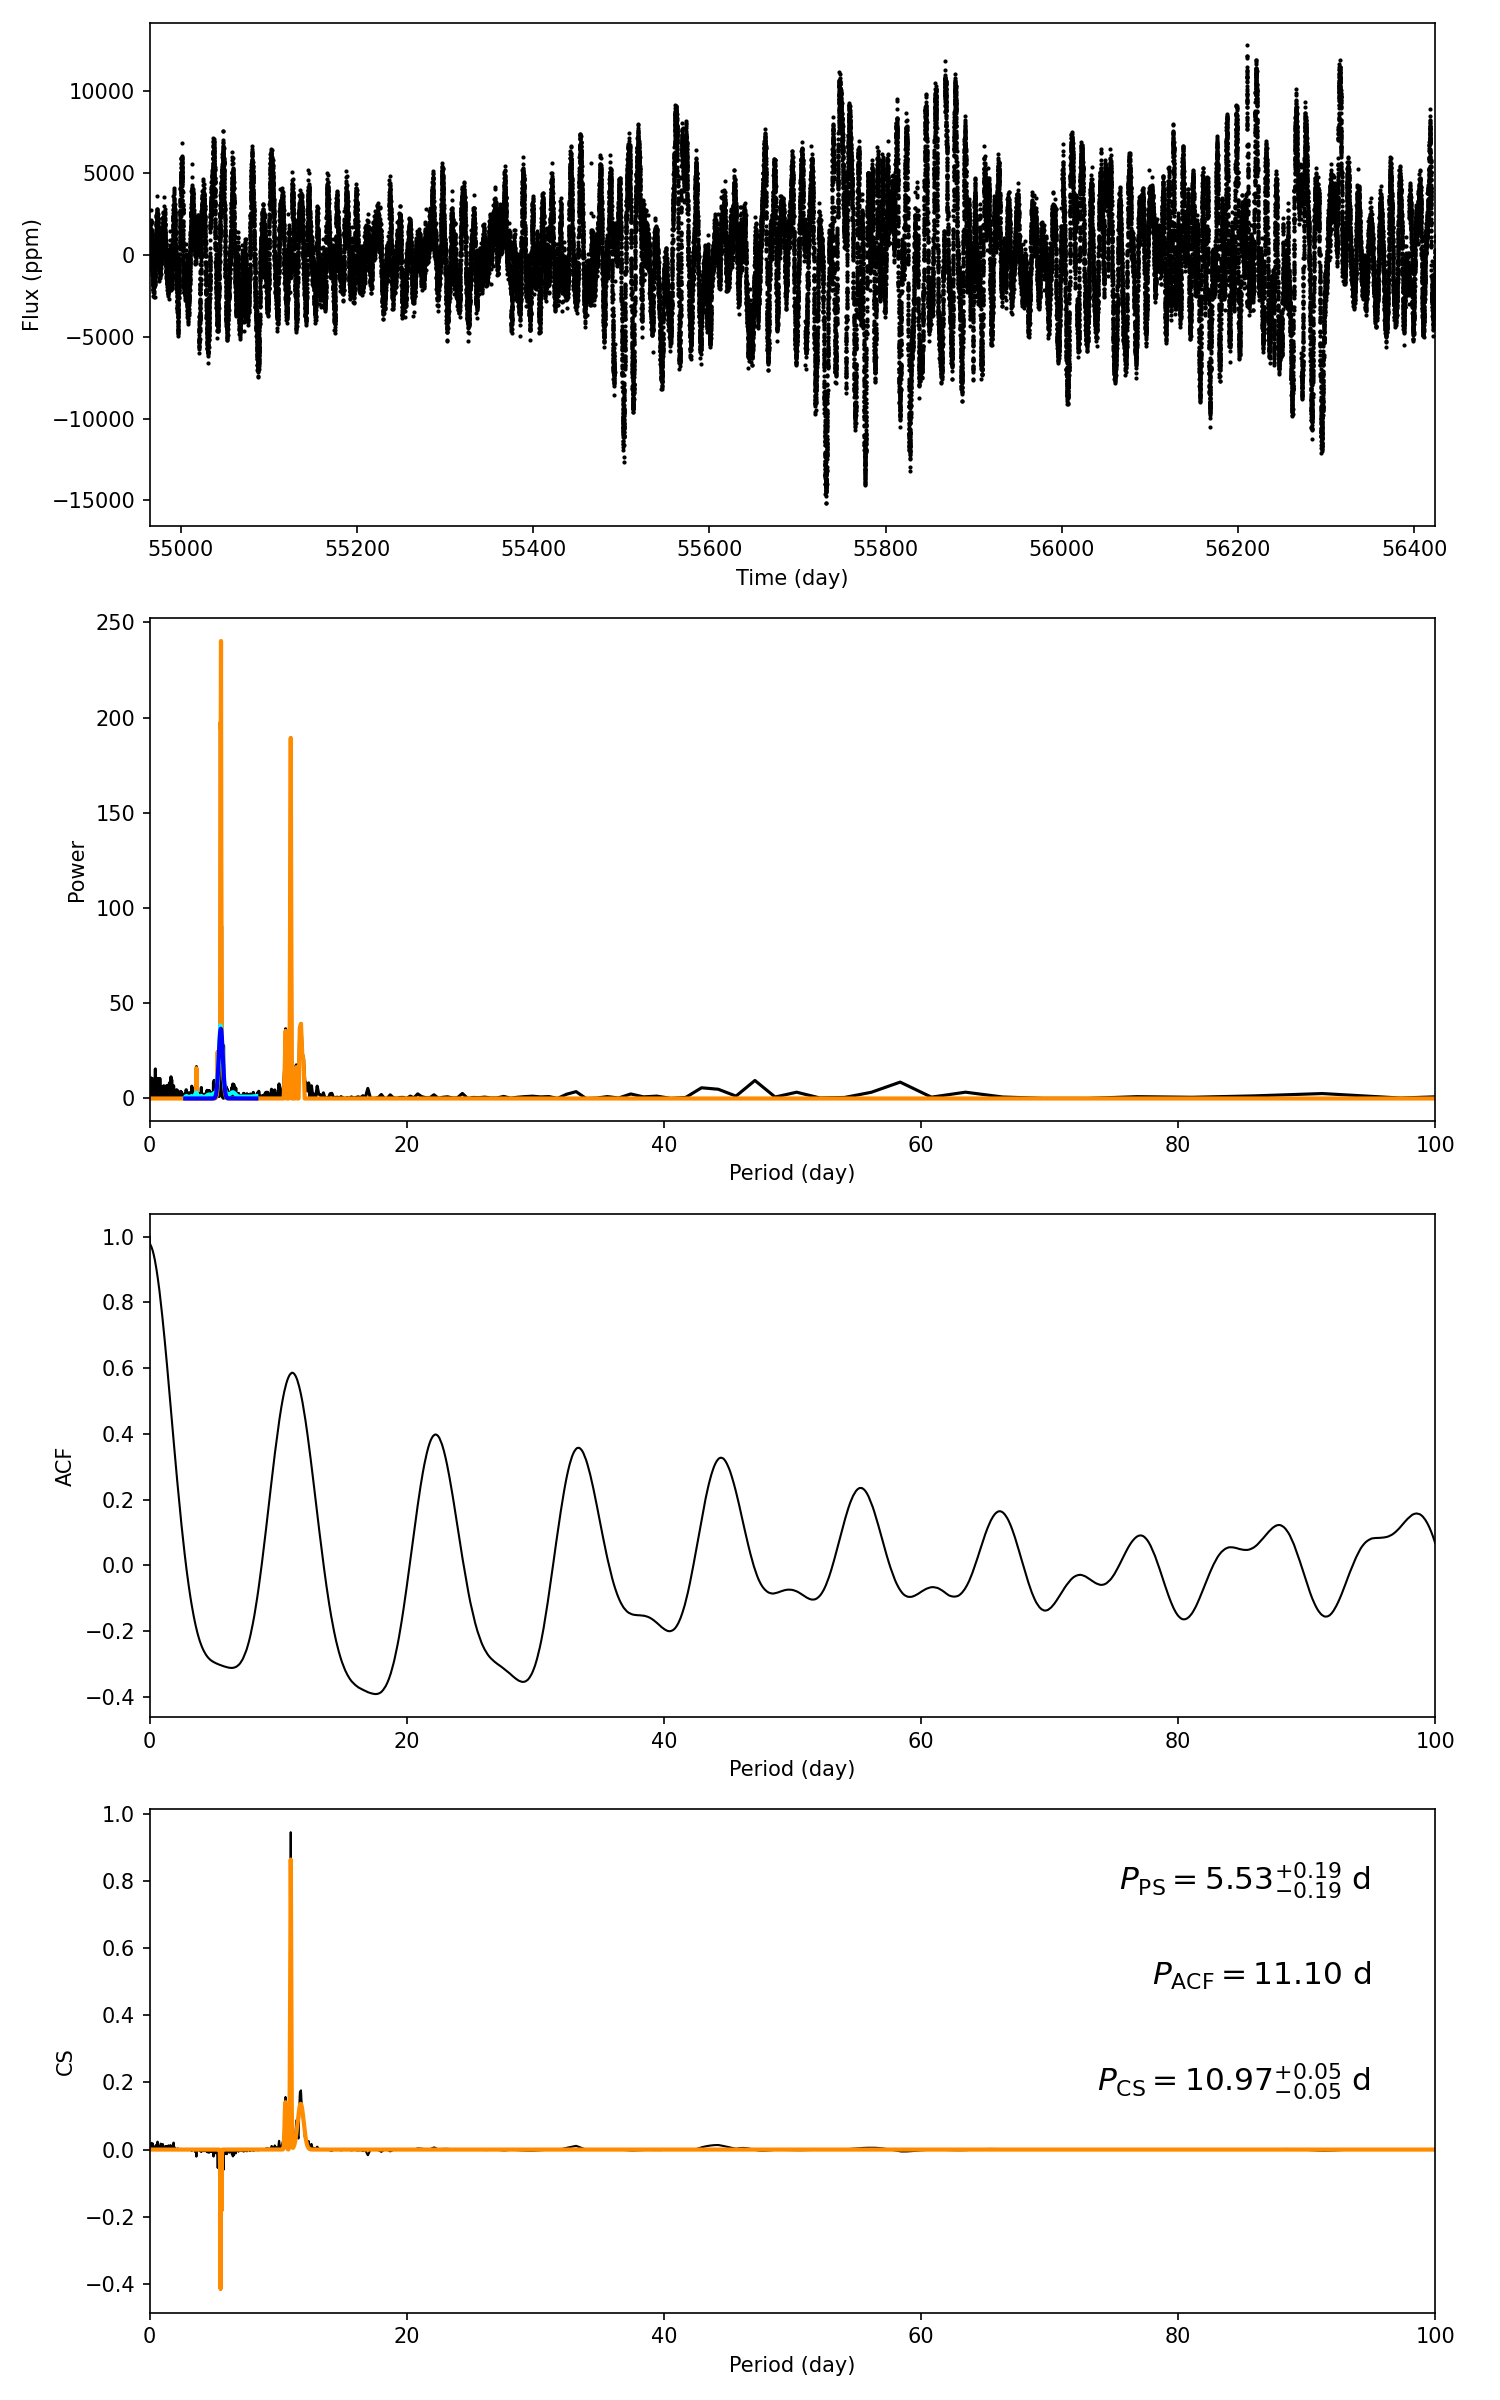 10000
5000
0
−5000
−10000
−15000
Flux (ppm)
55000 55200 55400 55600 55800 56000 56200 56400
Time (day)
250
200
150
100
50
0
Power
0 20 40 60 80 100
Period (day)
1.0
0.8
0.6
0.4
0.2
0.0
−0.2
−0.4
ACF
0 20 40 60 80 100
Period (day)
1.0
0.8
0.6
0.4
0.2
0.0
−0.2
−0.4
CS
P_PS = 5.53^{+0.19}_{−0.19} d
P_ACF = 11.10 d
P_CS = 10.97^{+0.05}_{−0.05} d
0 20 40 60 80 100
Period (day)